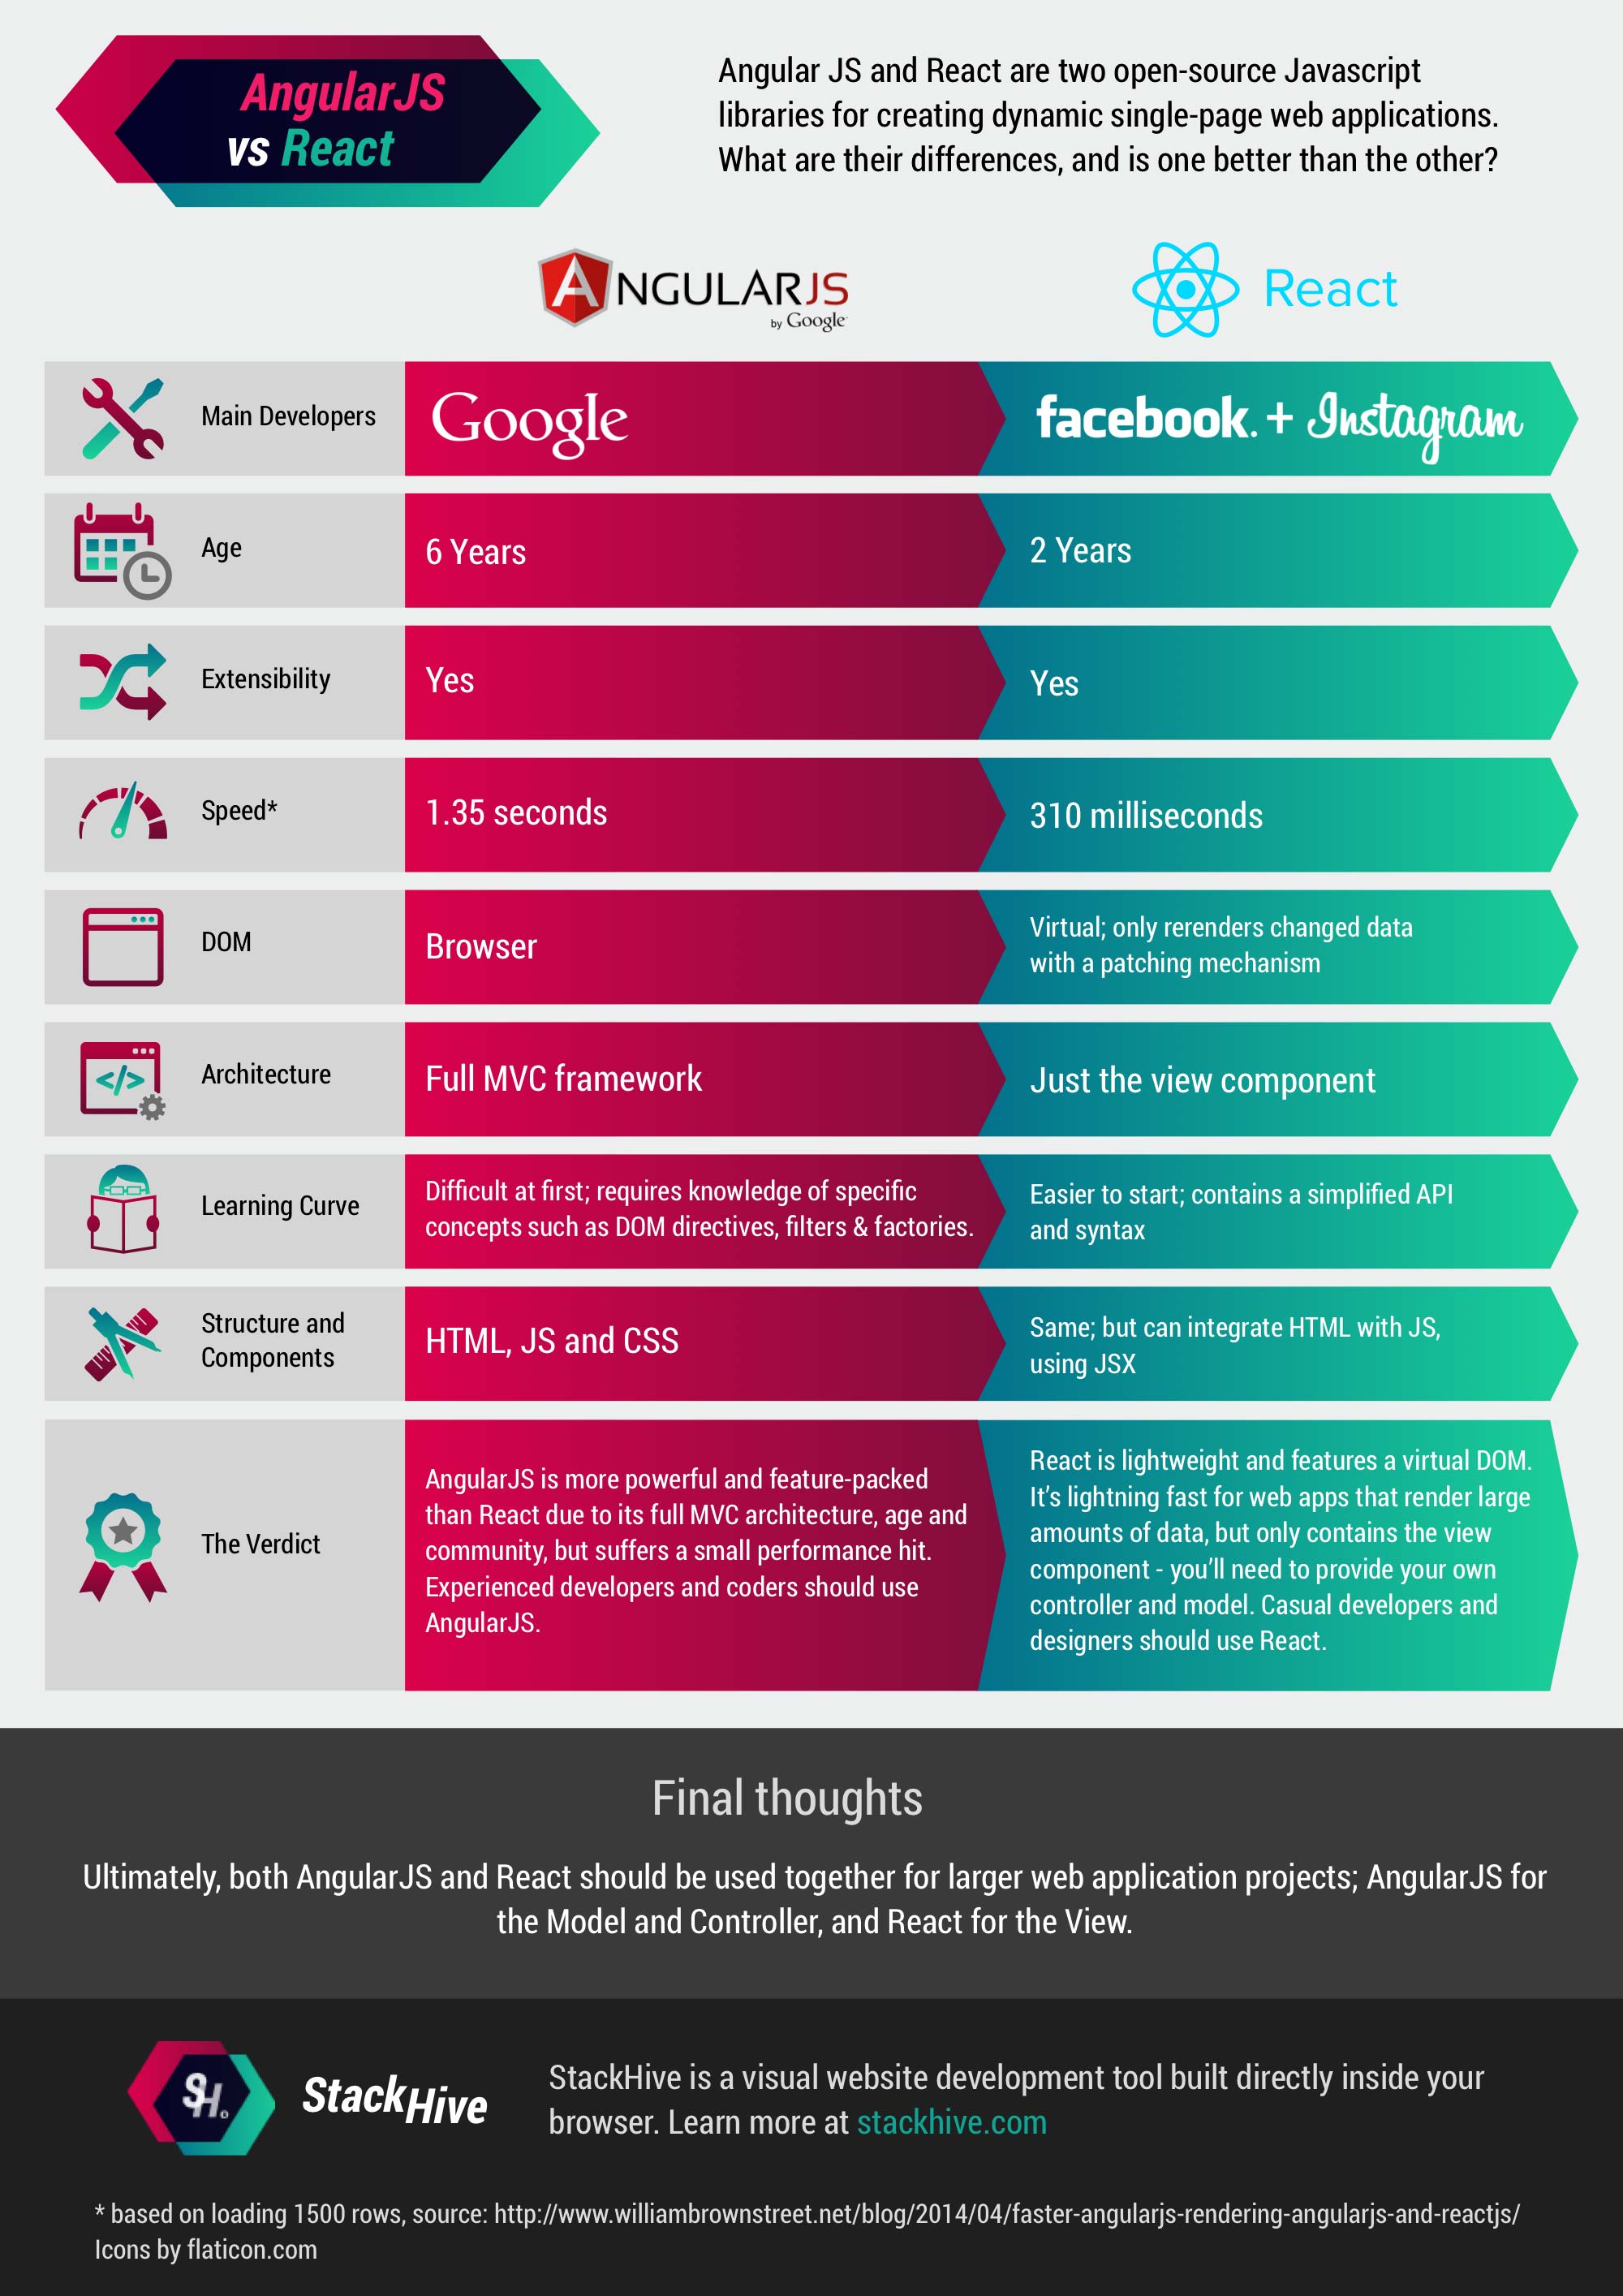 AngularJS
vs React
Angular JS and React are two open-source Javascript
libraries for creating dynamic single-page web applications.
What are their differences, and is one better than the other?
ANGULARJS
by Google
React
Main Developers
Google
facebook. + Instagram
Age
6 Years
2 Years
Extensibility
Yes
Yes
Speed*
1.35 seconds
310 milliseconds
DOM
Browser
Virtual; only rerenders changed data
with a patching mechanism
</>
Architecture
Full MVC framework
Just the view component
Learning Curve
Difficult at first; requires knowledge of specific
concepts such as DOM directives, filters & factories.
Easier to start; contains a simplified API
and syntax
Structure and
Components
HTML, JS and CSS
Same; but can integrate HTML with JS,
using JSX
The Verdict
AngularJS is more powerful and feature-packed
than React due to its full MVC architecture, age and
community, but suffers a small performance hit.
Experienced developers and coders should use
AngularJS.
React is lightweight and features a virtual DOM.
It's lightning fast for web apps that render large
amounts of data, but only contains the view
component - you'll need to provide your own
controller and model. Casual developers and
designers should use React.
Final thoughts
Ultimately, both AngularJS and React should be used together for larger web application projects; AngularJS for
the Model and Controller, and React for the View.
SH.
StackHive
StackHive is a visual website development tool built directly inside your
browser. Learn more at stackhive.com
* based on loading 1500 rows, source: http://www.williambrownstreet.net/blog/2014/04/faster-angularjs-rendering-angularjs-and-reactjs/
Icons by flaticon.com